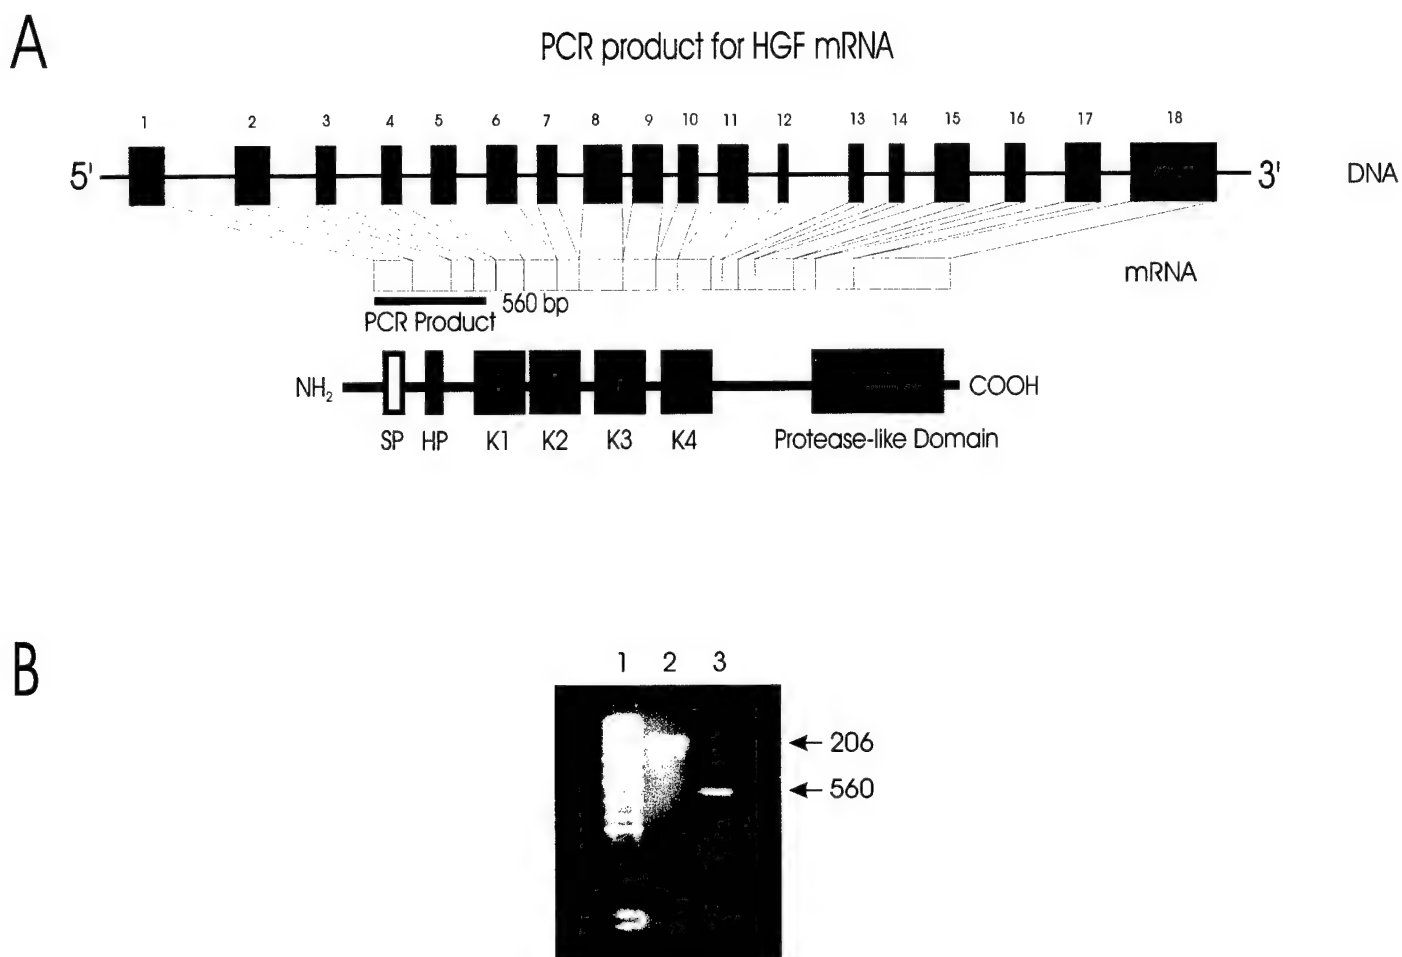 A
PCR product for HGF mRNA
1 2 3 4 5 6 7 8 9 10 11 12 13 14 15 16 17 18
5' 3' DNA
mRNA
560 bp
PCR Product
NH₂ COOH
SP HP K1 K2 K3 K4 Protease-like Domain
B
1 2 3
206
560